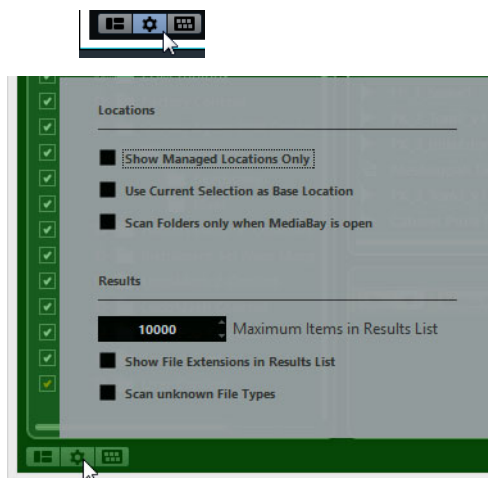 Locations
Show Managed Locations Only
Use Current Selection as Base Location
Scan Folders only when MediaBay is open
Results
10000 Maximum Items in Results List
Show File Extensions in Results List
Scan unknown File Types